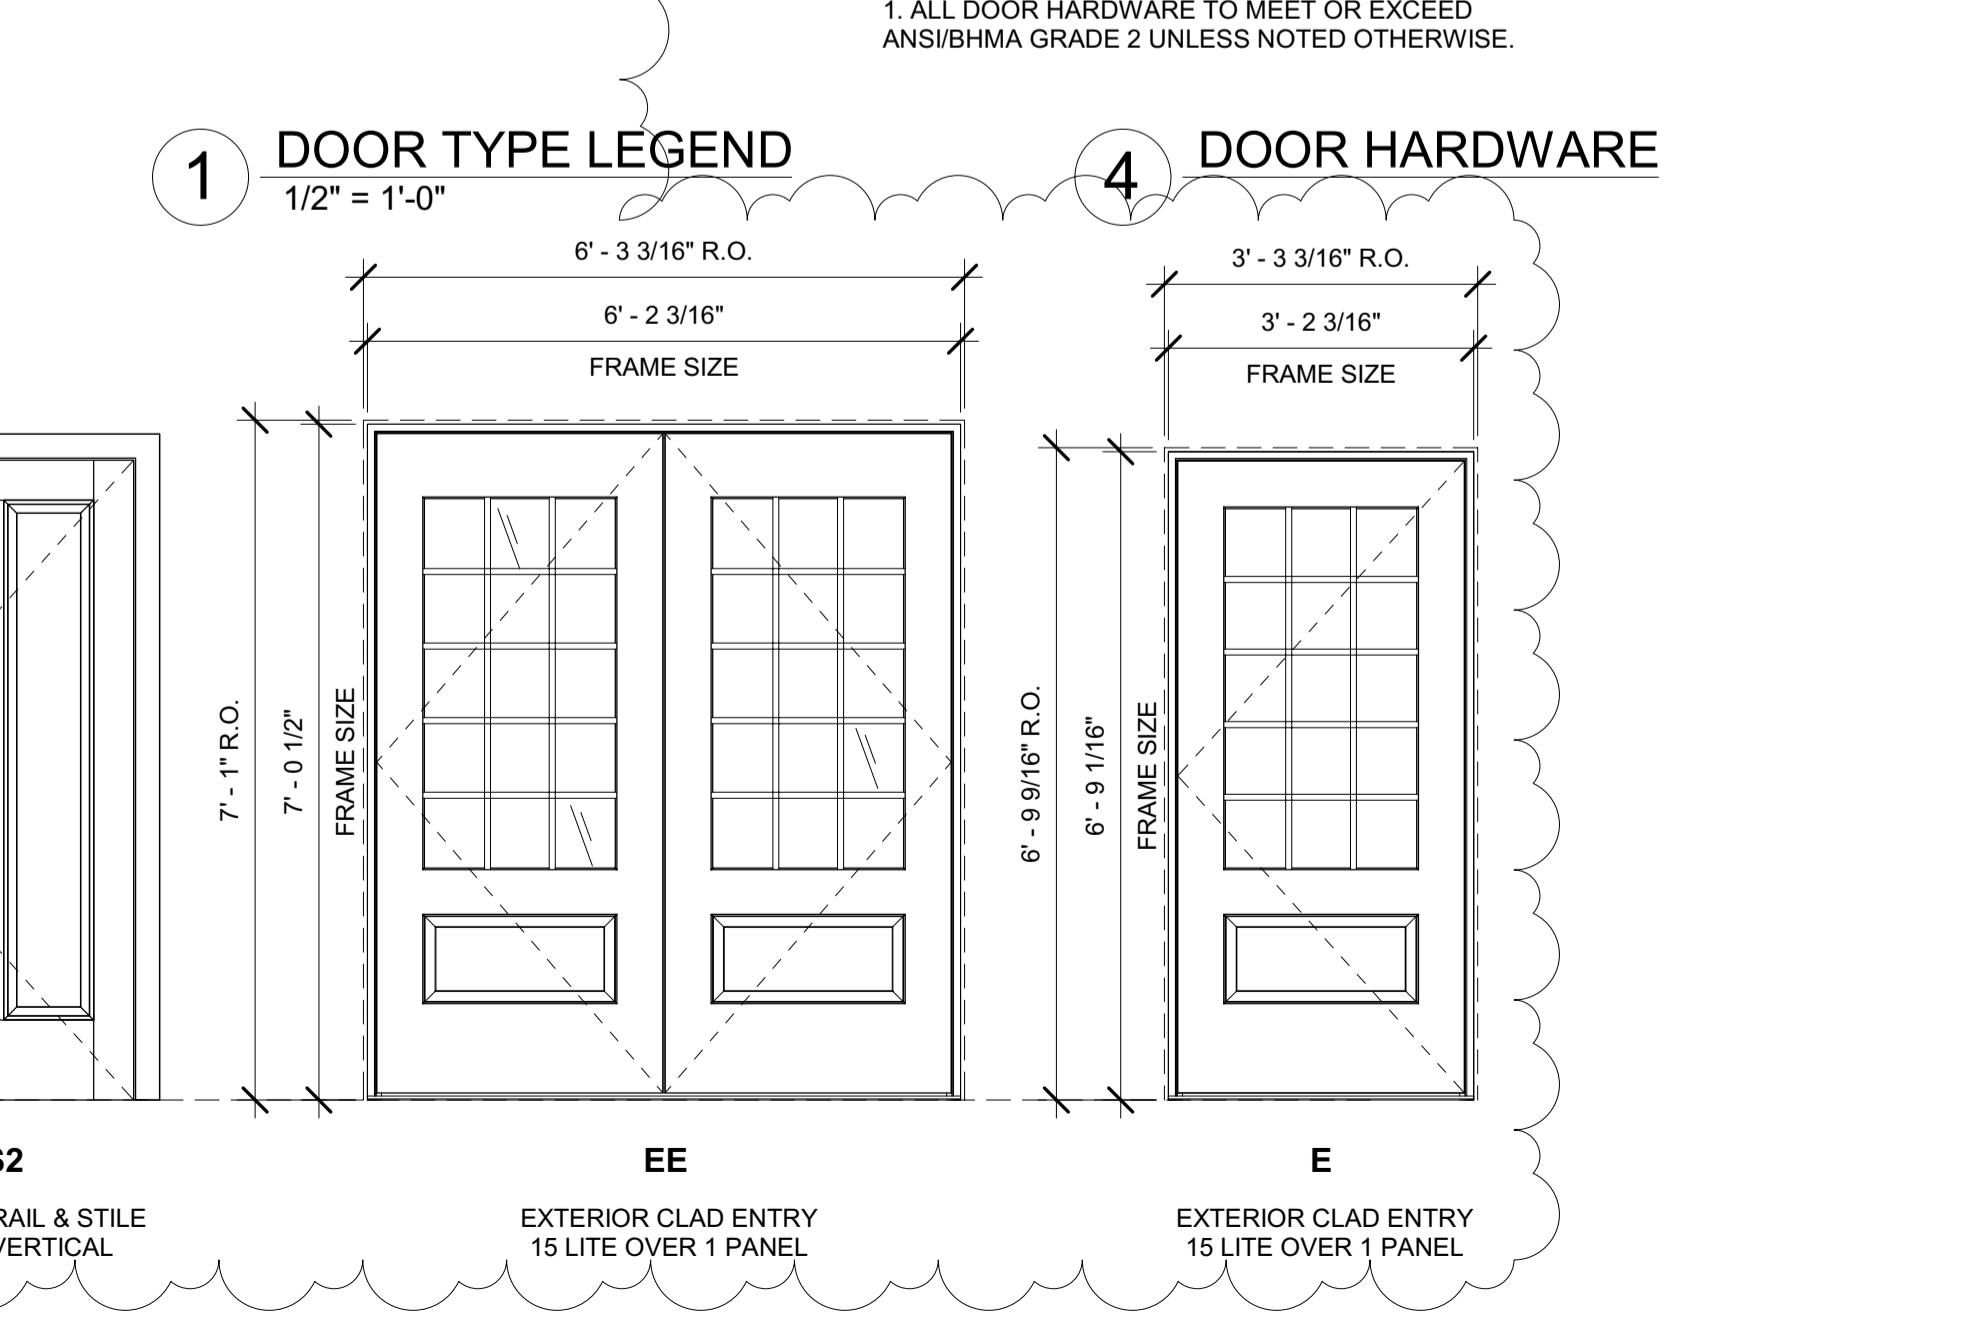 1. ALL DOOR HARDWARE TO MEET OR EXCEED
ANSI/BHMA GRADE 2 UNLESS NOTED OTHERWISE.
1
DOOR TYPE LEGEND
1/2" = 1'-0"
4
DOOR HARDWARE
6' - 3 3/16" R.O.
6' - 2 3/16"
FRAME SIZE
3' - 3 3/16" R.O.
3' - 2 3/16"
FRAME SIZE
7' - 1" R.O.
7' - 0 1/2"
FRAME SIZE
6' - 9 9/16" R.O.
6' - 9 1/16"
FRAME SIZE
EE
E
RAIL & STILE
VERTICAL
EXTERIOR CLAD ENTRY
15 LITE OVER 1 PANEL
EXTERIOR CLAD ENTRY
15 LITE OVER 1 PANEL